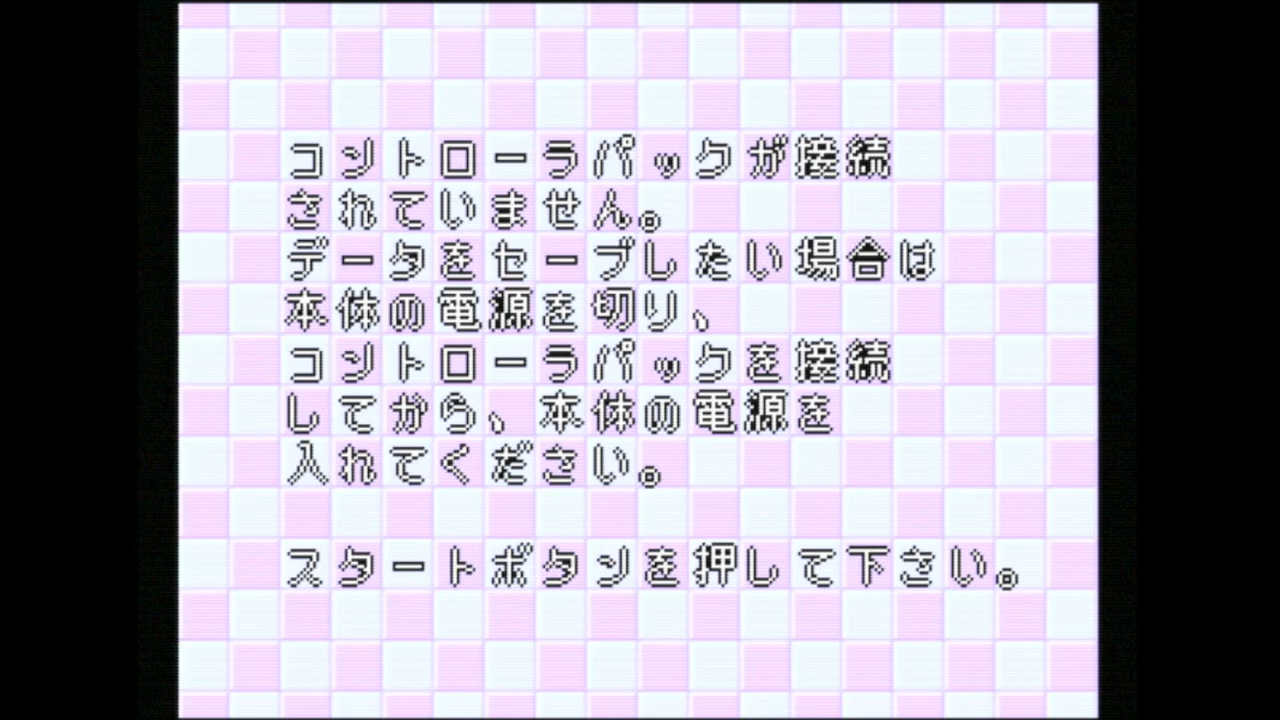 コントローラパックが接続
されていません。
データをセーブしたい場合は
本体の電源を切り、
コントローラパックを接続
してから、本体の電源を
入れてください。
スタートボタンを押して下さい。